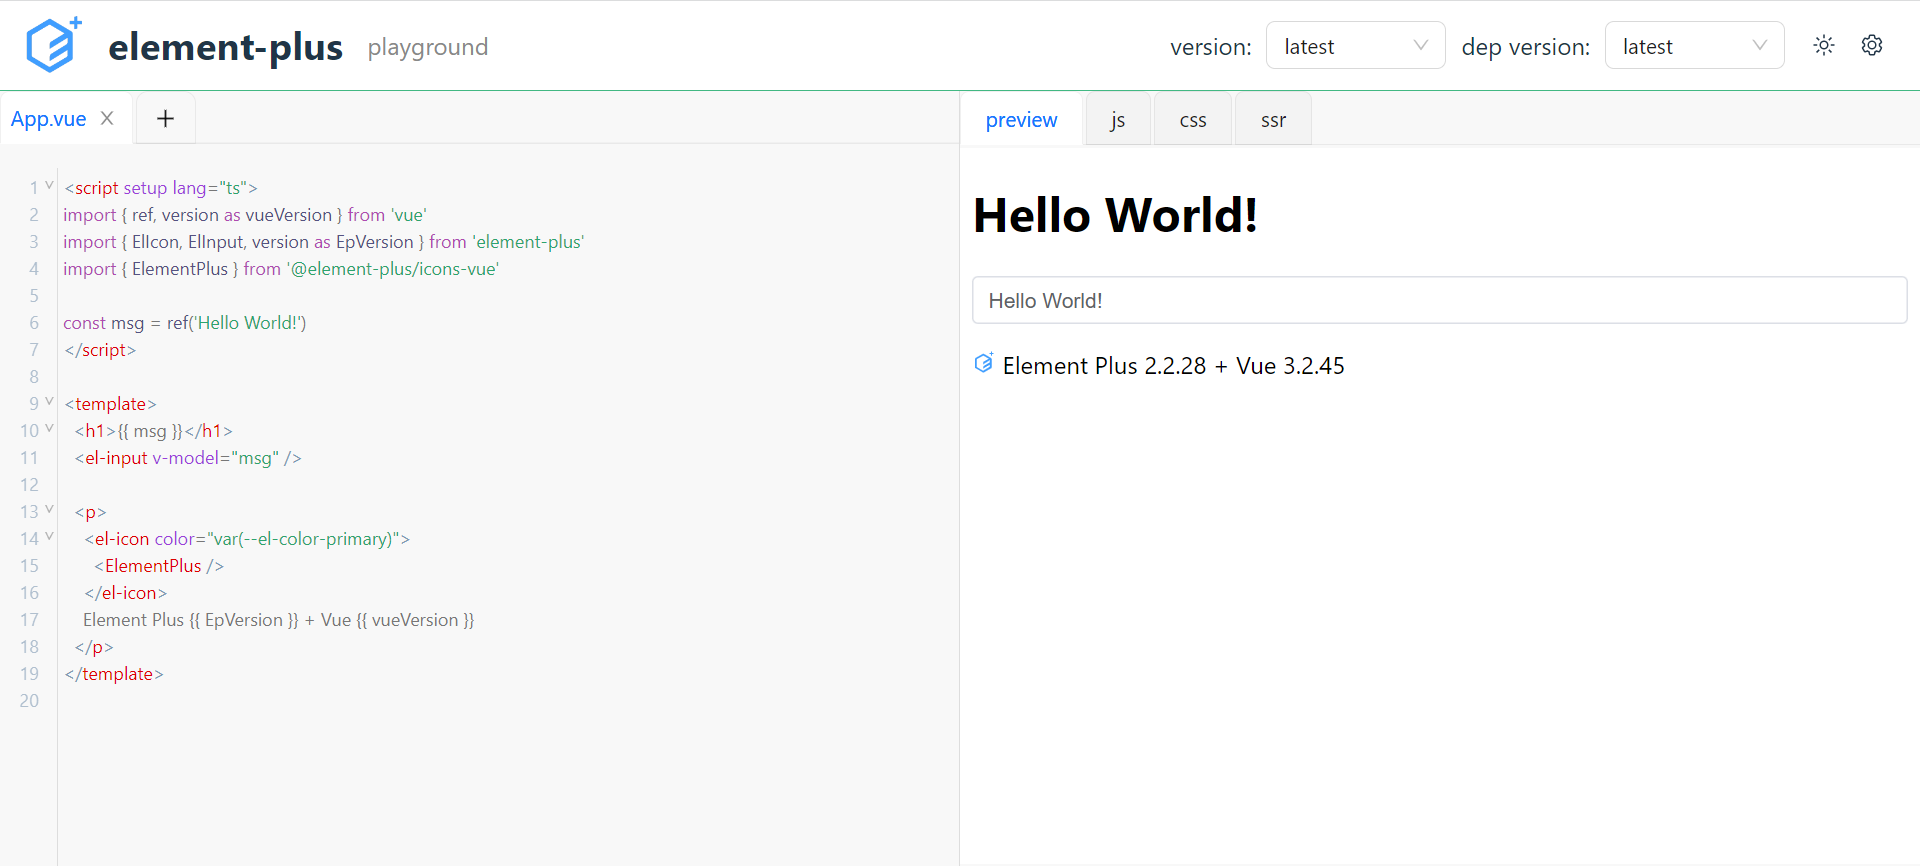 element-plus playground version: latest dep version: latest
App.vue
preview js css ssr
1 <script setup lang="ts">
2 import { ref, version as vueVersion } from 'vue'
3 import { ElIcon, ElInput, version as EpVersion } from 'element-plus'
4 import { ElementPlus } from '@element-plus/icons-vue'
5
6 const msg = ref('Hello World!')
7 </script>
8
9 <template>
10 <h1>{{ msg }}</h1>
11 <el-input v-model="msg" />
12
13 <p>
14 <el-icon color="var(--el-color-primary)">
15 <ElementPlus />
16 </el-icon>
17 Element Plus {{ EpVersion }} + Vue {{ vueVersion }}
18 </p>
19 </template>
20
Hello World!
Hello World!
Element Plus 2.2.28 + Vue 3.2.45